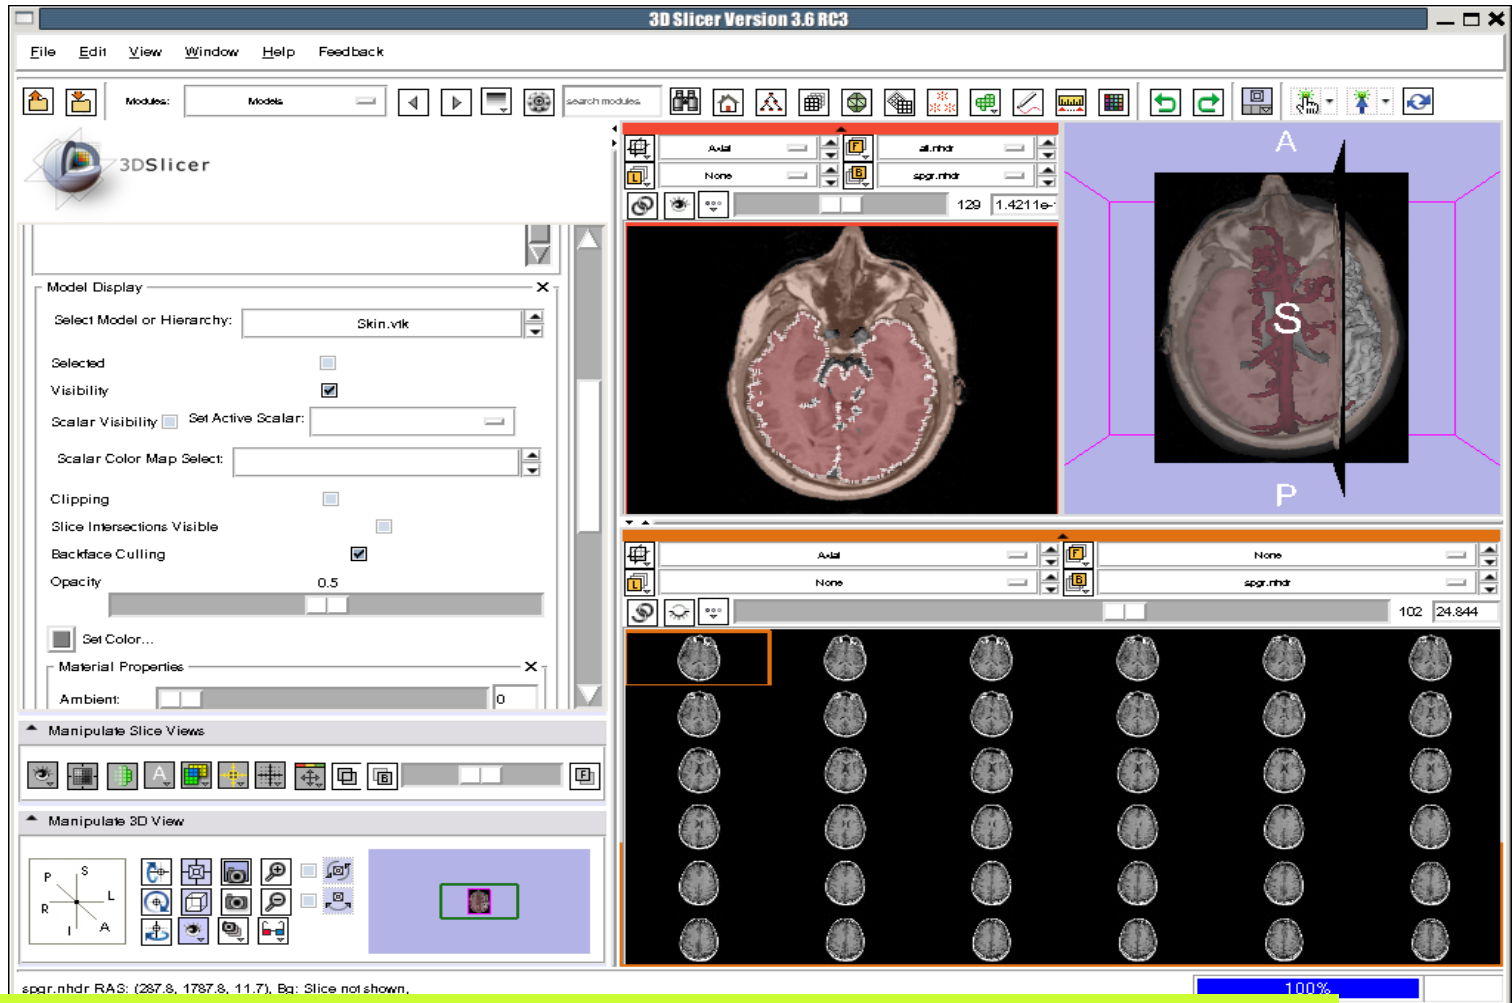 3D Slicer Version 3.6 RC3
File Edit View Window Help Feedback
Modules: Models search modules
3DSlicer
Model Display
Select Model or Hierarchy: Skin.vtk
Selected
Visibility
Scalar Visibility Set Active Scalar:
Scalar Color Map Select:
Clipping
Slice Intersections Visible
Backface Culling
Opacity 0.5
Set Color...
Material Properties
Ambient: 0
Manipulate Slice Views
A
B
F
Manipulate 3D View
P S
L
R
I A
Axial F all.nhdr
L None B spgr.nhdr
129 1.4211e-
A
S
P
Axial F None
L None B spgr.nhdr
102 24.844
spgr.nhdr RAS: (287.8, 1787.8, 11.7), Bg: Slice not shown,
100%